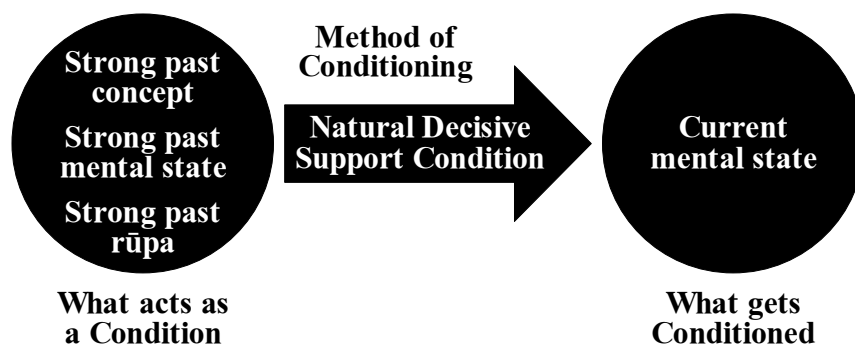 Strong past
concept
Strong past
mental state
Strong past
rūpa
What acts as
a Condition
Method of
Conditioning
Natural Decisive
Support Condition
Current
mental state
What gets
Conditioned